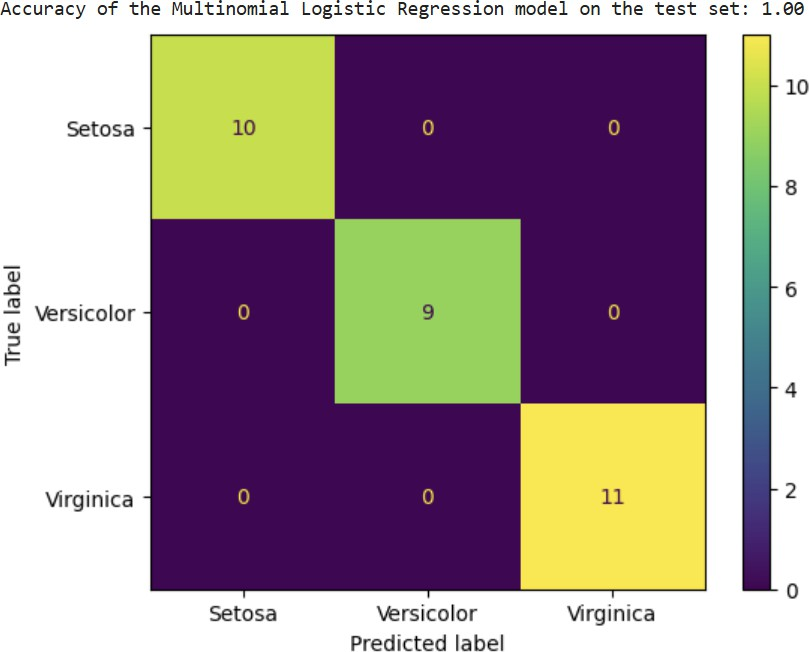 Accuracy of the Multinomial Logistic Regression model on the test set: 1.00
Setosa
10
0
0
Versicolor
0
9
0
Virginica
0
0
11
Setosa
Versicolor
Virginica
Predicted label
True label
10
8
6
4
2
0